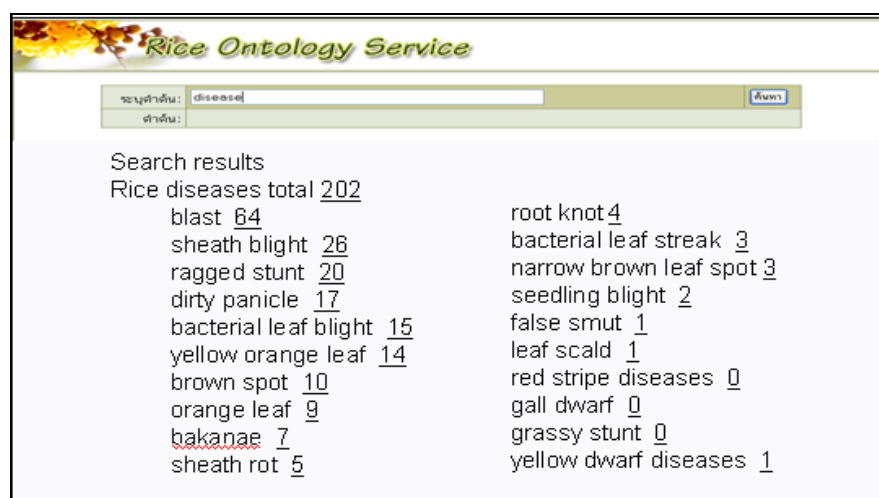 Rice Ontology Service
ระบุคำค้น: disease ค้นหา
คำค้น:
Search results
Rice diseases total 202
blast 64
sheath blight 26
ragged stunt 20
dirty panicle 17
bacterial leaf blight 15
yellow orange leaf 14
brown spot 10
orange leaf 9
bakanae 7
sheath rot 5
root knot 4
bacterial leaf streak 3
narrow brown leaf spot 3
seedling blight 2
false smut 1
leaf scald 1
red stripe diseases 0
gall dwarf 0
grassy stunt 0
yellow dwarf diseases 1